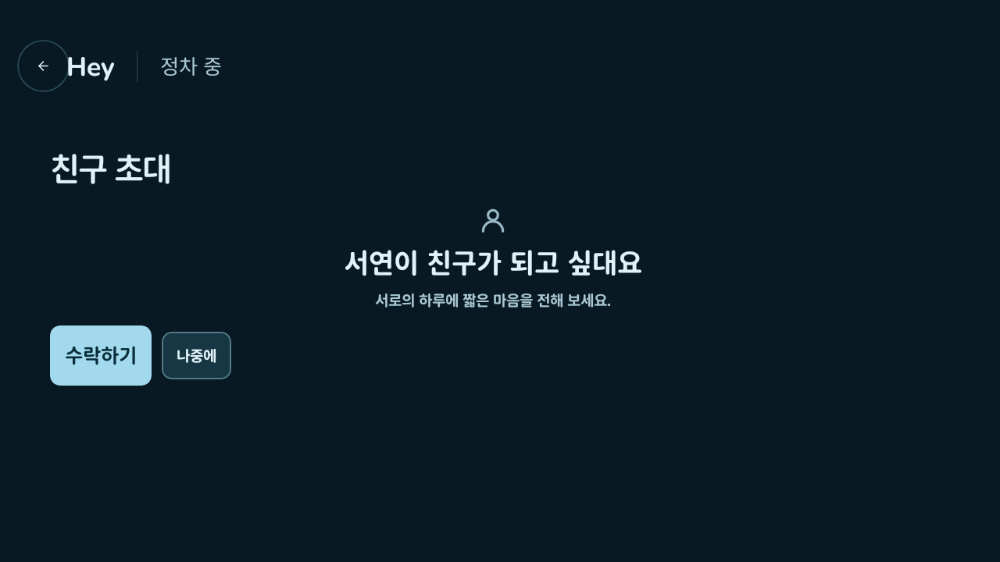 Hey
정차 중
친구 초대
서연이 친구가 되고 싶대요
서로의 하루에 짧은 마음을 전해 보세요.
수락하기
나중에